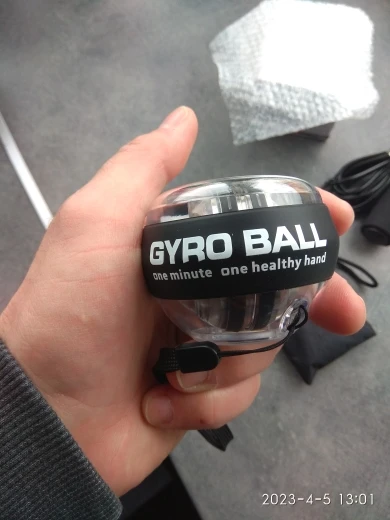 GYRO BALL
one minute one healthy hand
2023-4-5 13:01